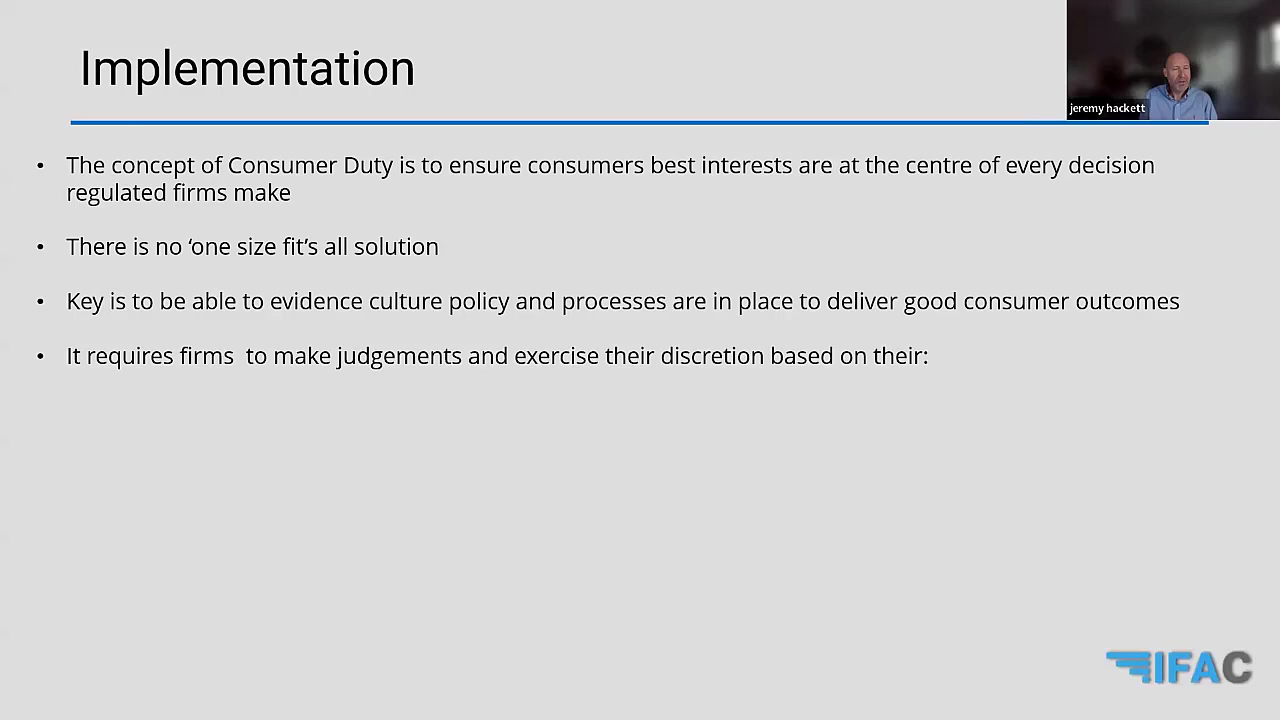 Implementation
jeremy hackett
• The concept of Consumer Duty is to ensure consumers best interests are at the centre of every decision
regulated firms make
• There is no ‘one size fit’s all solution
• Key is to be able to evidence culture policy and processes are in place to deliver good consumer outcomes
• It requires firms  to make judgements and exercise their discretion based on their:
IFAC